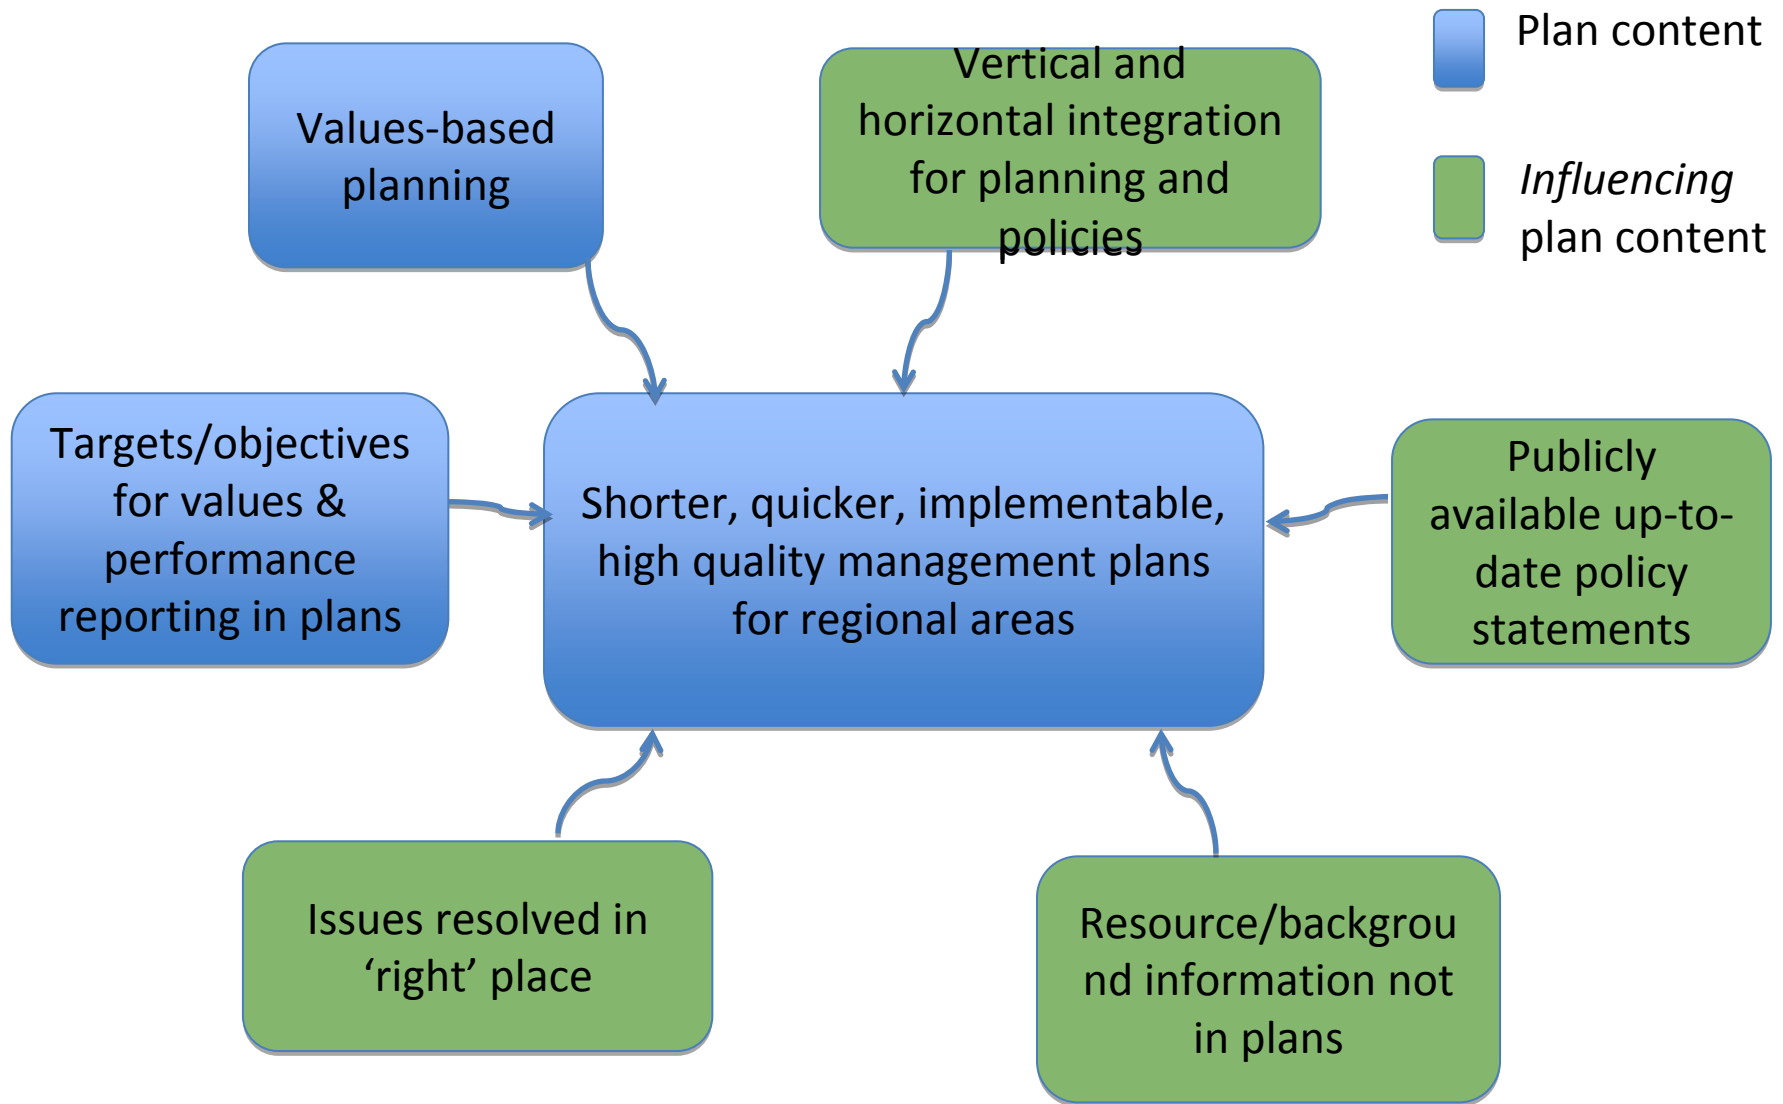 Plan content
Influencing
plan content
Values-based
planning
Vertical and
horizontal integration
for planning and
policies
Targets/objectives
for values &
performance
reporting in plans
Shorter, quicker, implementable,
high quality management plans
for regional areas
Publicly
available up-to-
date policy
statements
Issues resolved in
‘right’ place
Resource/backgrou
nd information not
in plans